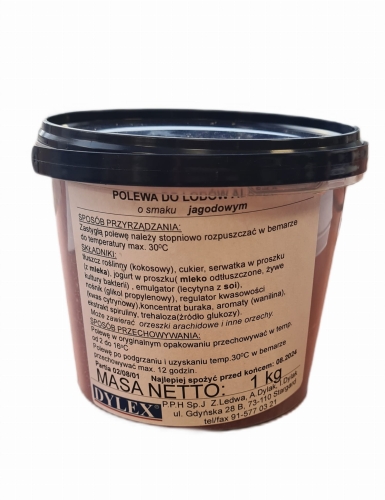 POLEWA DO LODÓW
o smaku jagodowym
SPOSÓB PRZYRZĄDZANIA:
Zastygłą polewę należy stopniowo rozpuszczać w bemarze
do temperatury max. 30⁰C
SKŁADNIKI:
tłuszcz roślinny (kokosowy), cukier, serwatka w proszku
(z mleka), jogurt w proszku( mleko odtłuszczone, żywe
kultury bakterii) , emulgator (lecytyna z soi),
nośnik (glikol propylenowy), regulator kwasowości
(kwas cytrynowy),koncentrat buraka, aromaty (wanilina),
ekstrakt spiruliny, trehaloza(źródło glukozy)
Może zawierać orzeszki arachidowe i inne orzechy.
SPOSÓB PRZECHOWYWANIA:
Polewę w oryginalnym opakowaniu przechowywać w temp.
od 2 do 16⁰C
Polewę po podgrzaniu i uzyskaniu temp.30⁰C w bemarze
przechowywać max. 12 godzin.
Partia 02/08/01 Najlepiej spożyć przed końcem: 08.2024
MASA NETTO: 1 kg
DYLEX P.P.H Sp.J Z.Ledwa, A.Dylak, I.Dylak
ul. Gdyńska 28 B, 73-110 Stargard
tel/fax 91-577 03 21